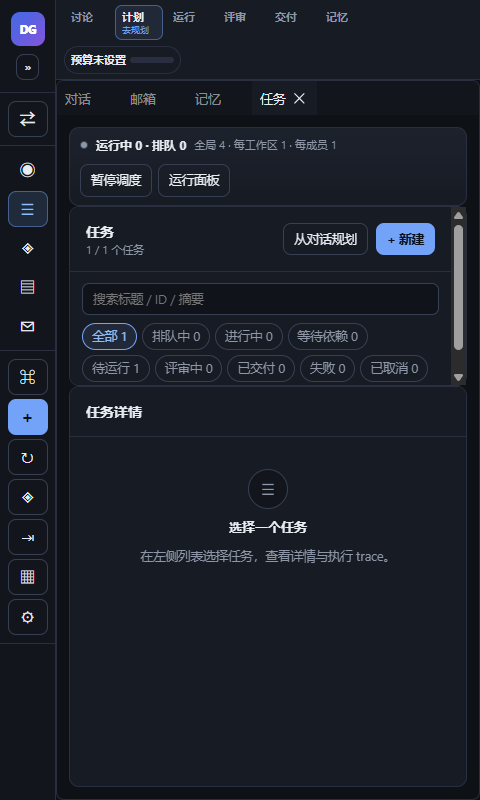 DG
»
讨论
计划
去规划
运行
评审
交付
记忆
预算未设置
对话
邮箱
记忆
任务
运行中 0 · 排队 0 全局 4 · 每工作区 1 · 每成员 1
暂停调度
运行面板
任务
1 / 1 个任务
从对话规划
+ 新建
搜索标题 / ID / 摘要
全部 1
排队中 0
进行中 0
等待依赖 0
待运行 1
评审中 0
已交付 0
失败 0
已取消 0
任务详情
选择一个任务
在左侧列表选择任务，查看详情与执行 trace。